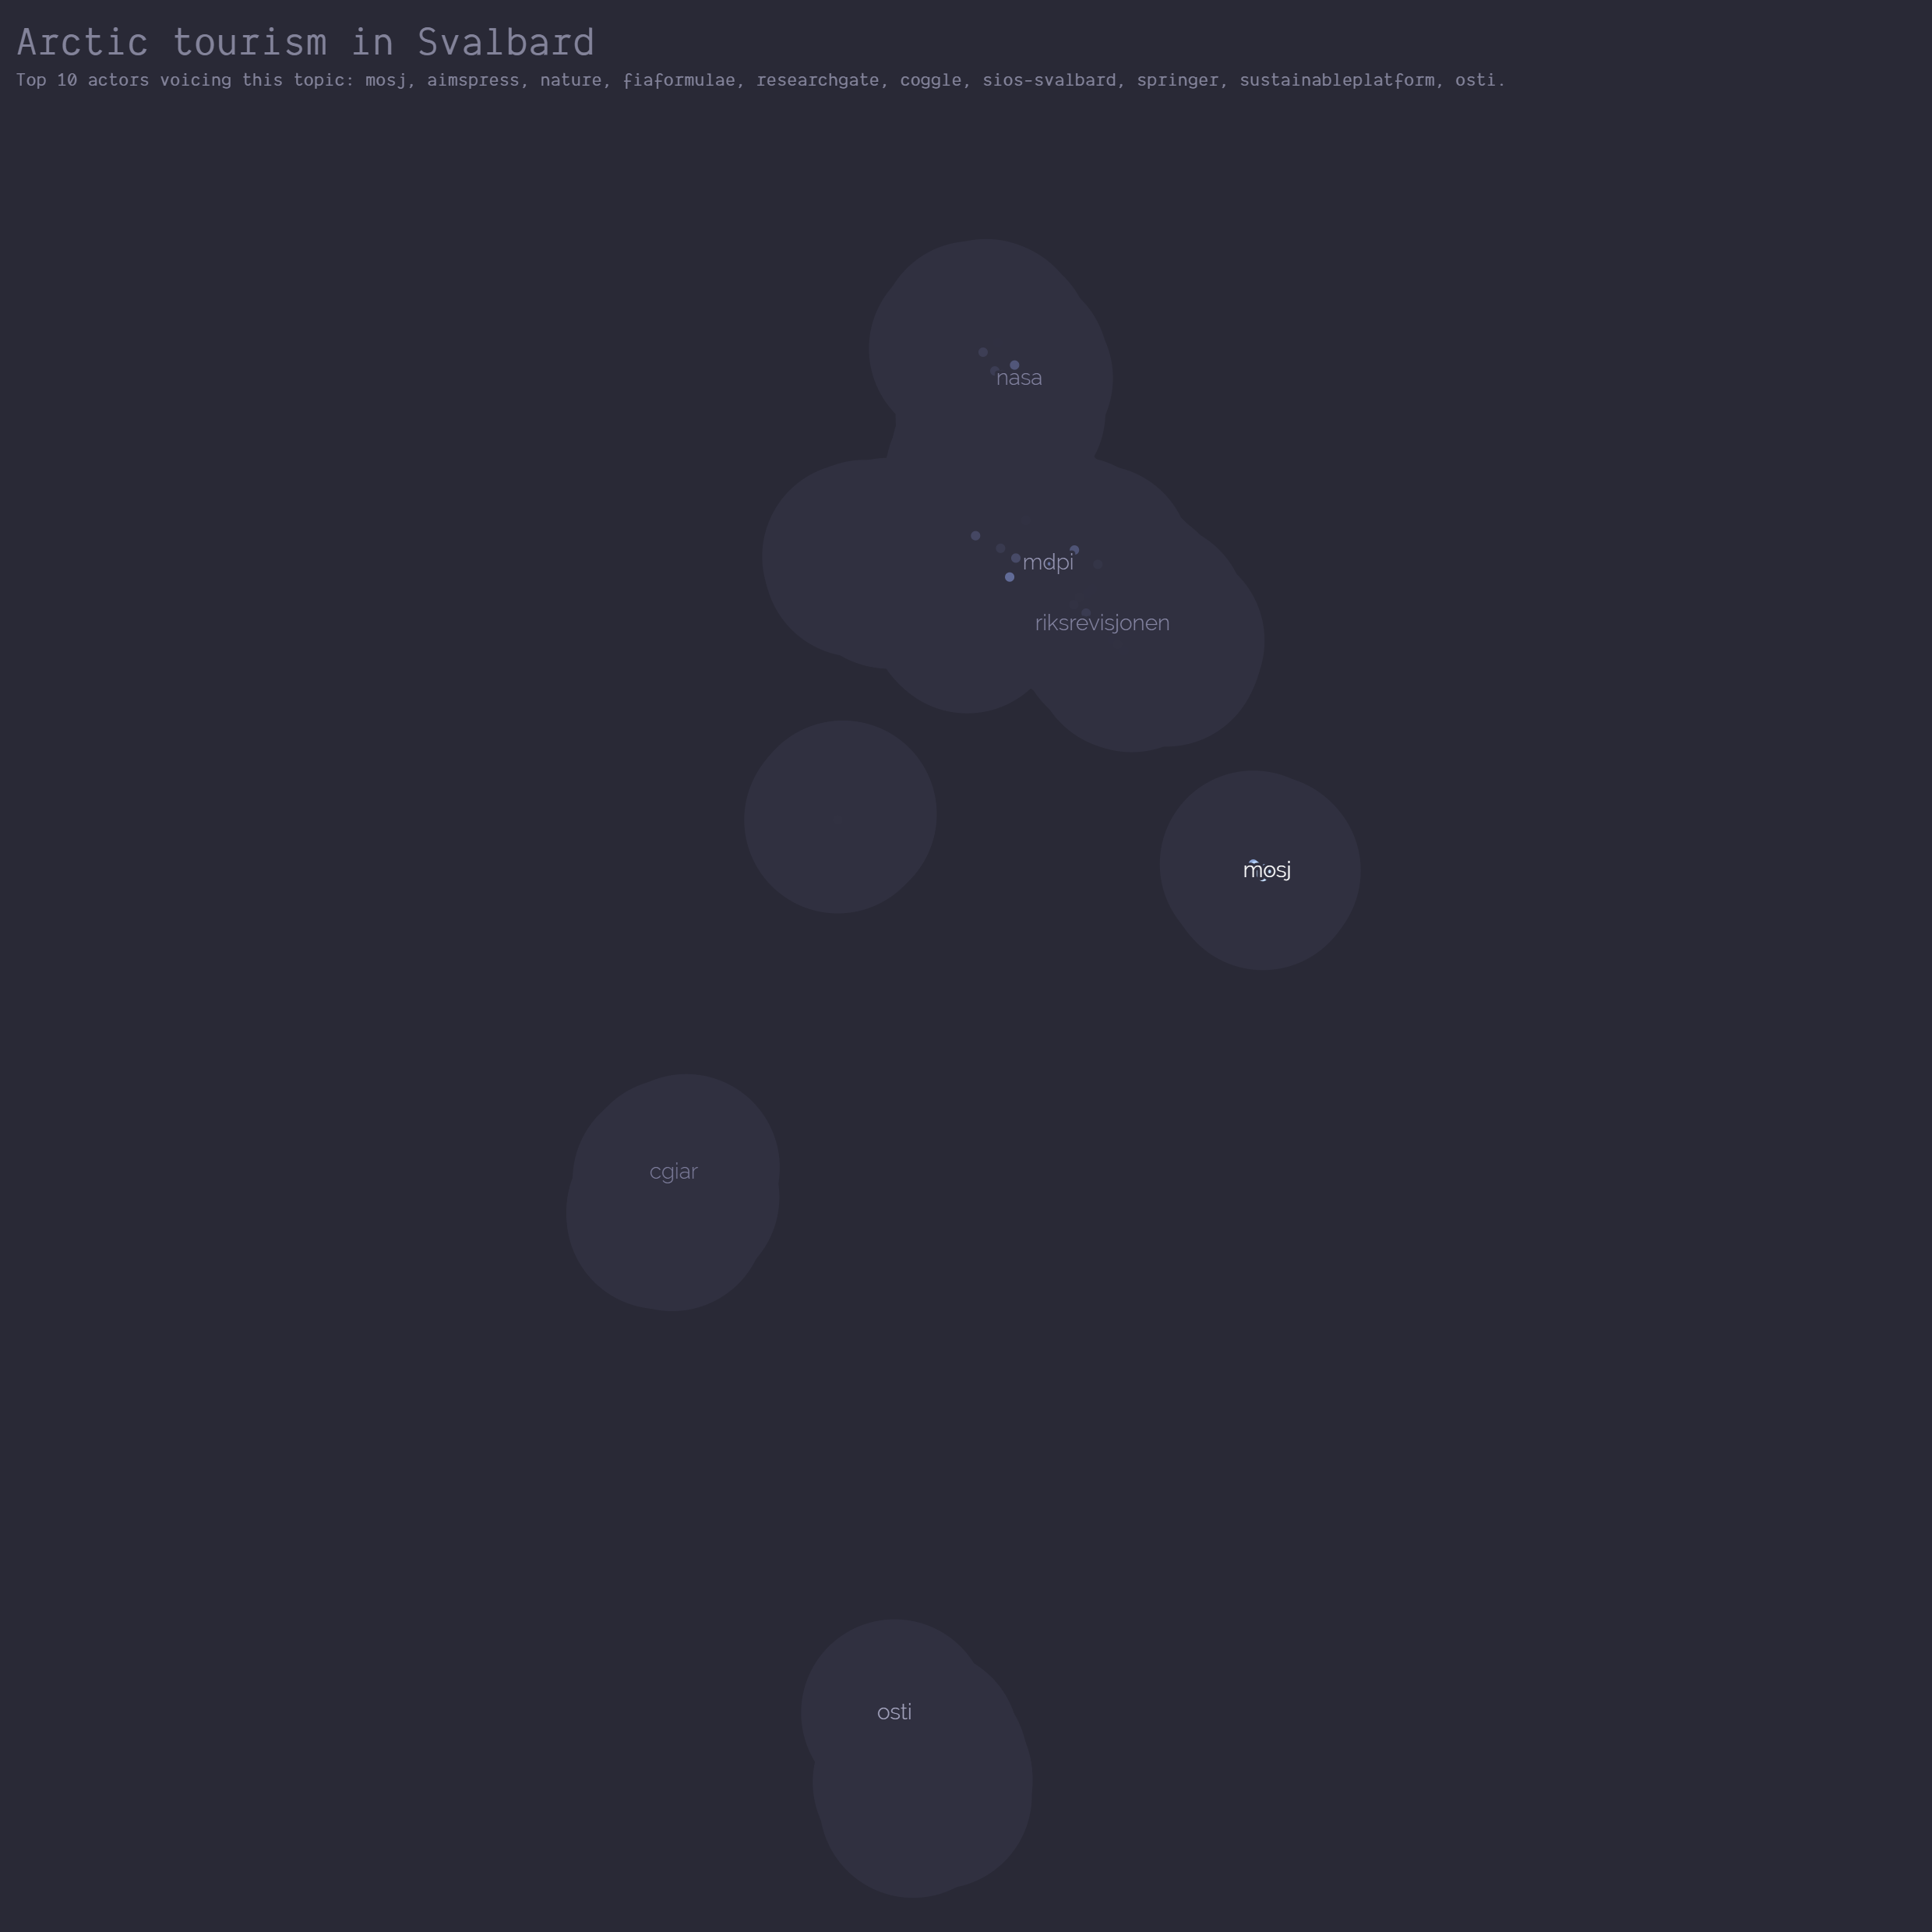 Arctic tourism in Svalbard
Top 10 actors voicing this topic: mosj, aimspress, nature, fiaformulae, researchgate, coggle, sios-svalbard, springer, sustainableplatform, osti.
nasa
mdpi
riksrevisjonen
mosj
cgiar
osti